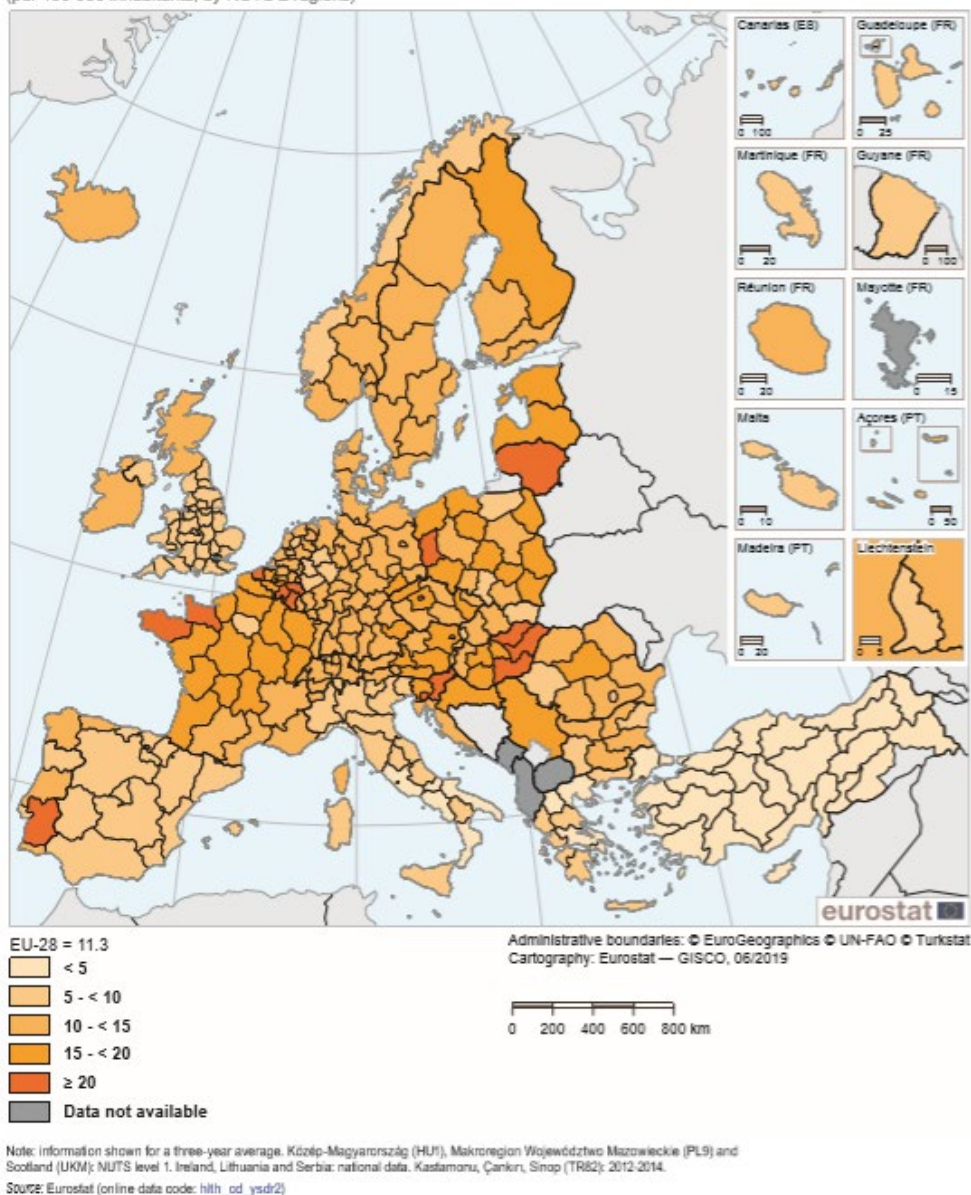 Canarias (ES)
0 100
Guadeloupe (FR)
0 25
Martinique (FR)
0 20
Guyane (FR)
0 100
Réunion (FR)
0 20
Mayotte (FR)
0 15
Malta
0 10
Açores (PT)
0 50
Madeira (PT)
0 20
Liechtenstein
0 5
eurostat
EU-28 = 11.3
< 5
5 - < 10
10 - < 15
15 - < 20
≥ 20
Data not available
Administrative boundaries: © EuroGeographics © UN-FAO © Turkstat
Cartography: Eurostat — GISCO, 06/2019
0 200 400 600 800 km
Note: information shown for a three-year average. Közép-Magyarország (HU1), Makroregion Województwo Mazowieckie (PL9) and
Scotland (UKM): NUTS level 1. Ireland, Lithuania and Serbia: national data. Kastamonu, Çankırı, Sinop (TR82): 2012-2014.
Source: Eurostat (online data code: hlth_cd_ysdr2)